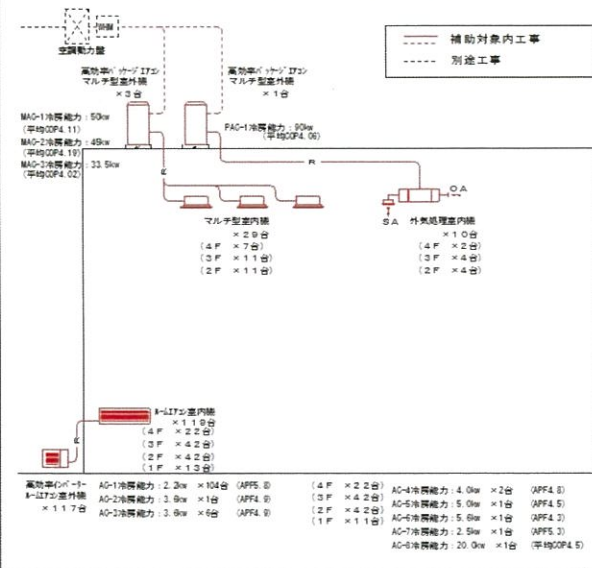 WHM
空調動力盤
補助対象内工事
別途工事
高効率パッケージエアコン
マルチ型室外機
×3台
高効率パッケージエアコン
マルチ型室外機
×1台
MAC-1冷房能力:50kw
(平均COP4.11)
MAC-2冷房能力:45kw
(平均COP4.19)
MAC-3冷房能力:33.5kw
(平均COP4.02)
PAC-1冷房能力:90kw
(平均COP4.06)
R
R
OA
SA
マルチ型室内機
×29台
(4F ×7台)
(3F ×11台)
(2F ×11台)
外気処理室内機
×10台
(4F ×2台)
(3F ×4台)
(2F ×4台)
ルームエアコン室内機
×119台
(4F ×22台)
(3F ×42台)
(2F ×42台)
(1F ×13台)
R
高効率インバーター
ルームエアコン室外機
×117台
AC-1冷房能力:2.2kw ×104台 (APF5.8)
AC-2冷房能力:3.6kw ×1台 (APF4.9)
AC-3冷房能力:3.6kw ×6台 (APF4.9)
(4F ×22台)
(3F ×42台)
(2F ×42台)
(1F ×11台)
AC-4冷房能力:4.0kw ×2台 (APF4.8)
AC-5冷房能力:5.0kw ×1台 (APF4.5)
AC-6冷房能力:5.6kw ×1台 (APF4.3)
AC-7冷房能力:2.5kw ×1台 (APF5.3)
AC-8冷房能力:20.0kw ×1台 (平均COP4.5)